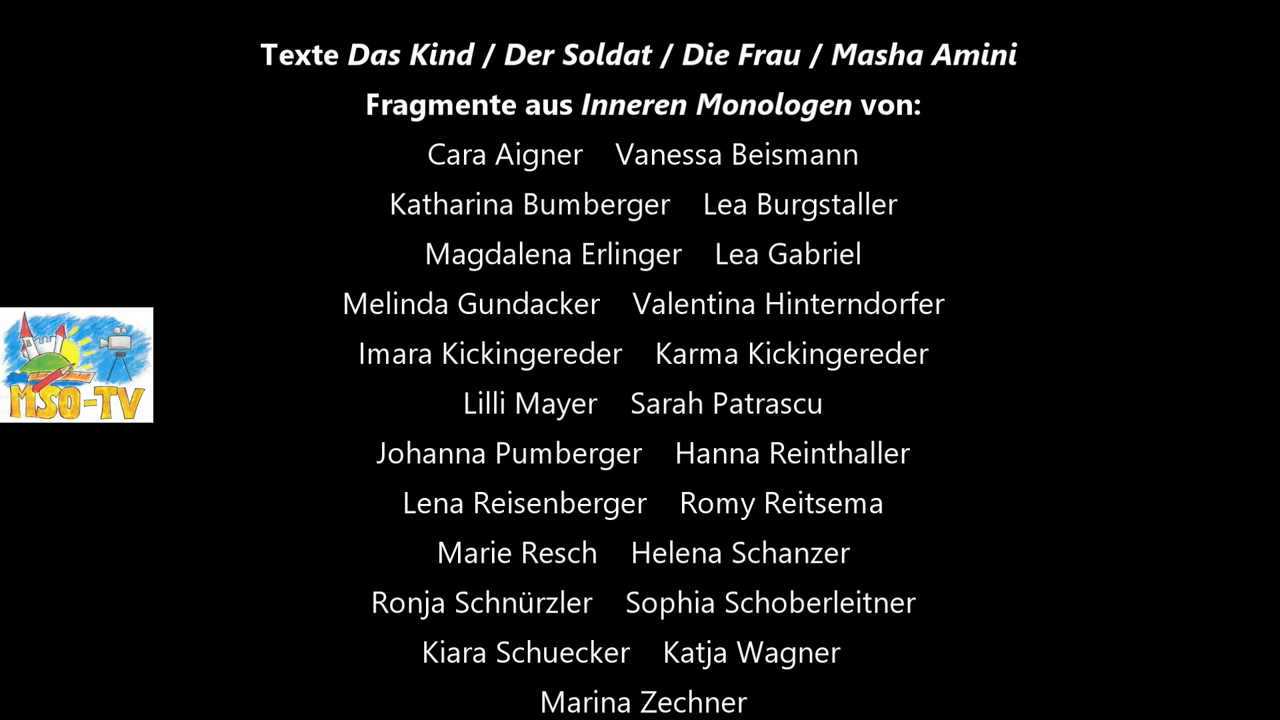 Texte Das Kind / Der Soldat / Die Frau / Masha Amini
Fragmente aus Inneren Monologen von:
Cara Aigner Vanessa Beismann
Katharina Bumberger Lea Burgstaller
Magdalena Erlinger Lea Gabriel
Melinda Gundacker Valentina Hinterndorfer
Imara Kickingereder Karma Kickingereder
Lilli Mayer Sarah Patrascu
Johanna Pumberger Hanna Reinthaller
Lena Reisenberger Romy Reitsema
Marie Resch Helena Schanzer
Ronja Schnürzler Sophia Schoberleitner
Kiara Schuecker Katja Wagner
Marina Zechner
MSO-TV